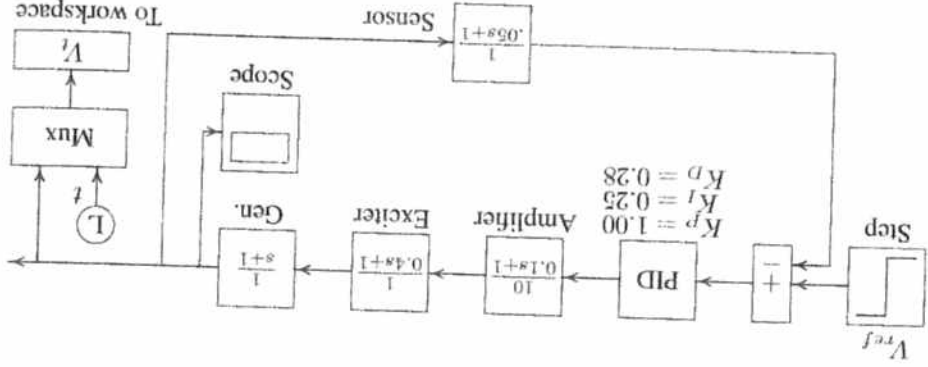 V_ref
Step
+
−
PID
K_P = 1.00
K_I = 0.25
K_D = 0.28
10
0.1s+1
Amplifier
1
0.4s+1
Exciter
1
s+1
Gen.
t
Mux
Scope
V_t
To workspace
1
.05s+1
Sensor